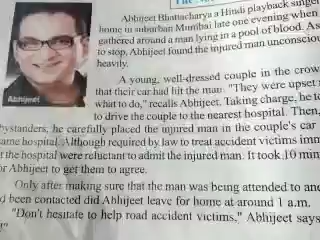 Abhijeet Bhattacharya a Hindi playback singer
home in suburban Mumbai late one evening when
gathered around a man lying in a pool of blood. As
to stop, Abhijeet found the injured man unconsciou
heavily.
A young, well-dressed couple in the crow
that their car had hit the man. "They were upset
what to do," recalls Abhijeet. Taking charge, he
to drive the couple to the nearest hospital. Then,
Abhijeet
bystanders, he carefully placed the injured man in the couple's car
same hospital. Although required by law to treat accident victims imm
t the hospital were reluctant to admit the injured man. It took 10 min
or Abhijeet to get them to agree.
Only after making sure that the man was being attended to an
d been contacted did Abhijeet leave for home at around 1 a.m.
"Don't hesitate to help road accident victims," Abhijeet says